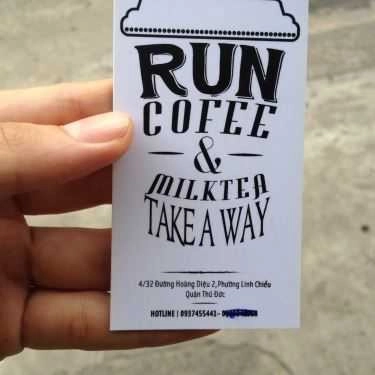 RUN
COFEE
&
MILKTEA
TAKE A WAY
4/32 Đường Hoàng Diệu 2, Phường Linh Chiểu
Quận Thủ Đức
HOTLINE | 0937455441-